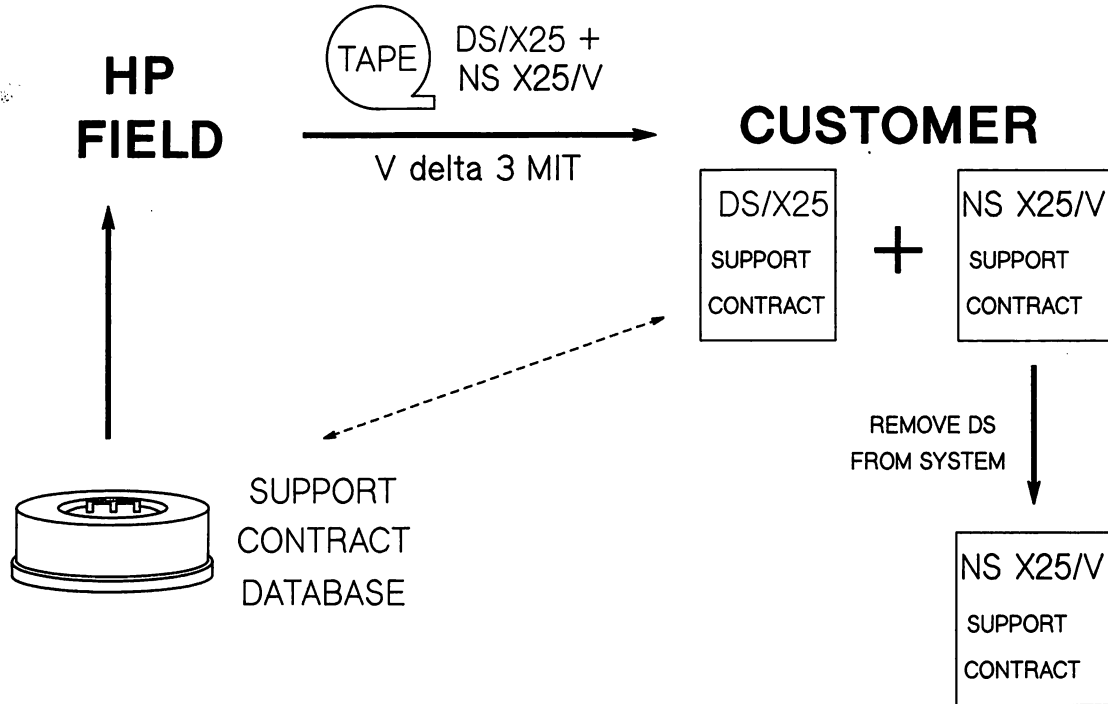 HP
FIELD
TAPE
DS/X25 +
NS X25/V
V delta 3 MIT
CUSTOMER
DS/X25
SUPPORT
CONTRACT
+
NS X25/V
SUPPORT
CONTRACT
REMOVE DS
FROM SYSTEM
NS X25/V
SUPPORT
CONTRACT
SUPPORT
CONTRACT
DATABASE